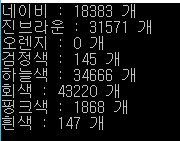 네이비 : 18383 개
진브라운 : 31571 개
오렌지 : 0 개
검정색 : 145 개
하늘색 : 34666 개
회색 : 43220 개
핑크색 : 1868 개
흰색 : 147 개